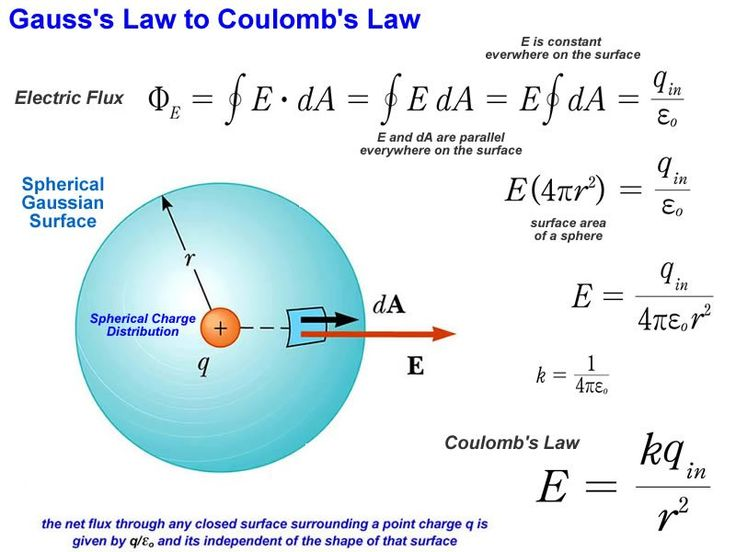 Gauss's Law to Coulomb's Law
E is constant
everwhere on the surface
Electric Flux Φ_E = ∮ E · dA = ∮ E dA = E∮ dA = q_in / ε_o
E and dA are parallel
everywhere on the surface
Spherical
Gaussian
Surface
E(4πr²) = q_in / ε_o
surface area
of a sphere
r
dA
E = q_in / 4πε_o r²
Spherical Charge
Distribution
+
q
E
k = 1 / 4πε_o
Coulomb's Law
E = kq_in / r²
the net flux through any closed surface surrounding a point charge q is
given by q/ε_o and its independent of the shape of that surface